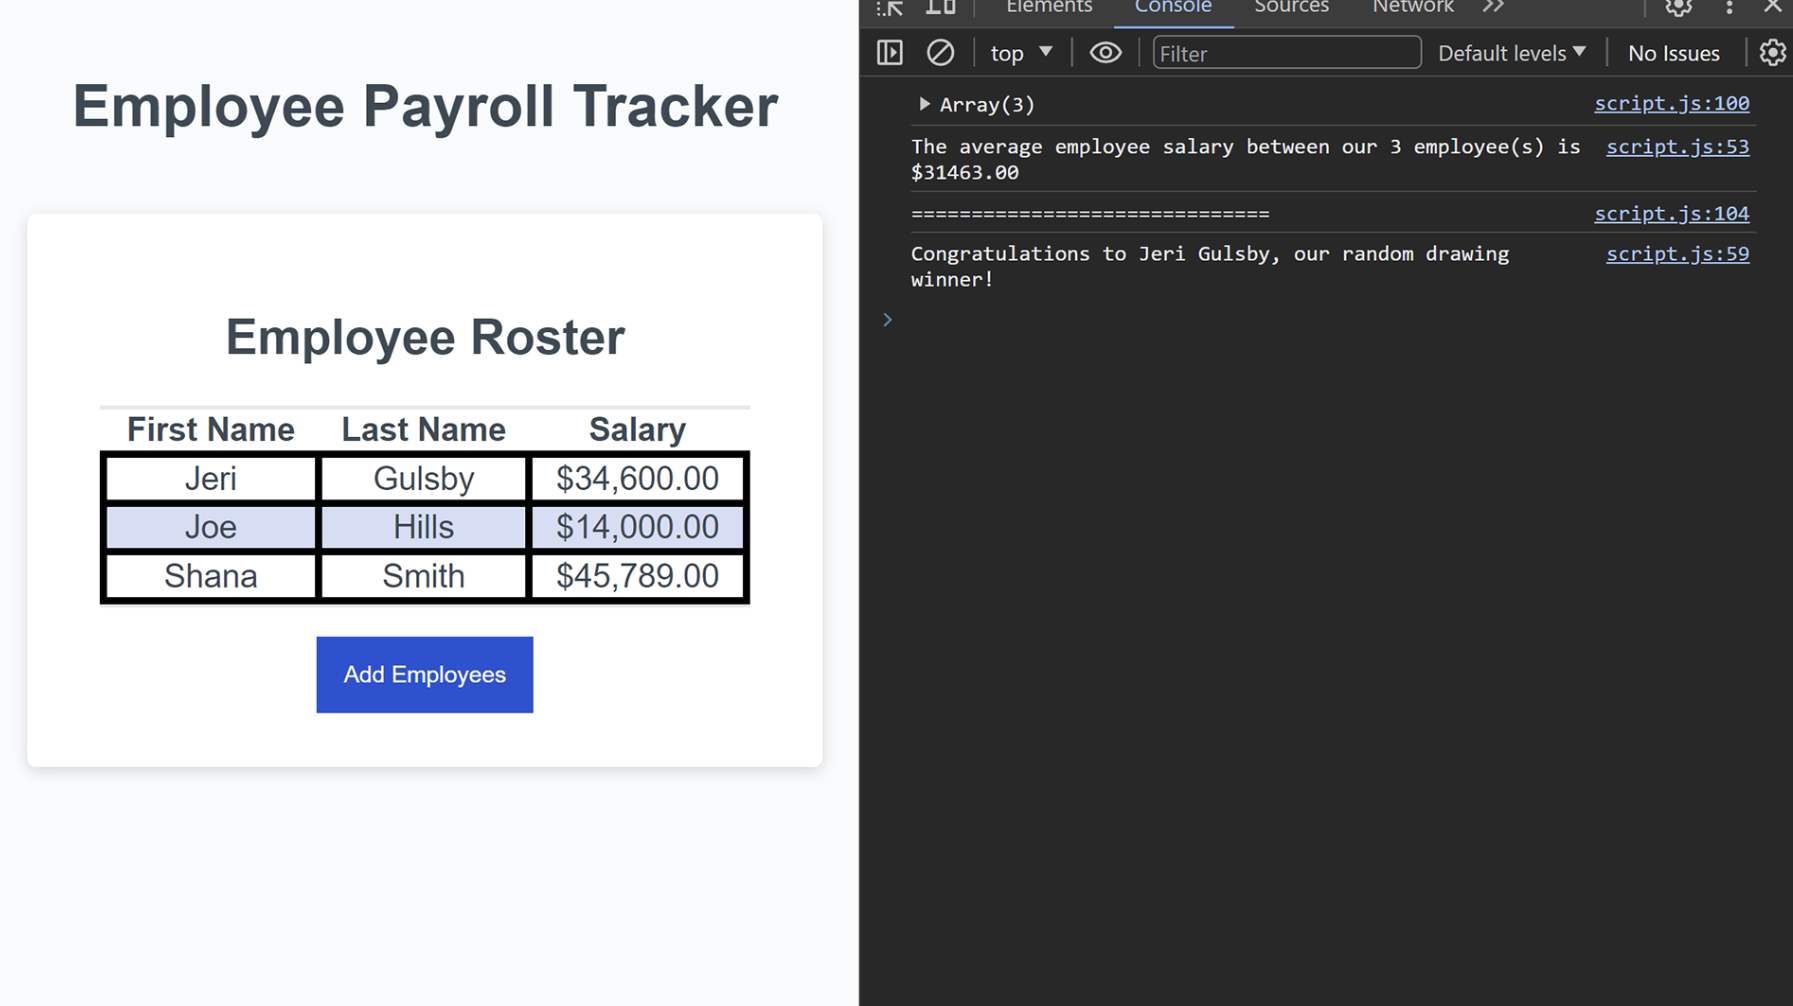 Employee Payroll Tracker
Employee Roster
First Name Last Name Salary
Jeri Gulsby $34,600.00
Joe Hills $14,000.00
Shana Smith $45,789.00
Add Employees
Elements Console Sources Network
top Filter Default levels No Issues
Array(3) script.js:100
The average employee salary between our 3 employee(s) is script.js:53
$31463.00
============================== script.js:104
Congratulations to Jeri Gulsby, our random drawing script.js:59
winner!